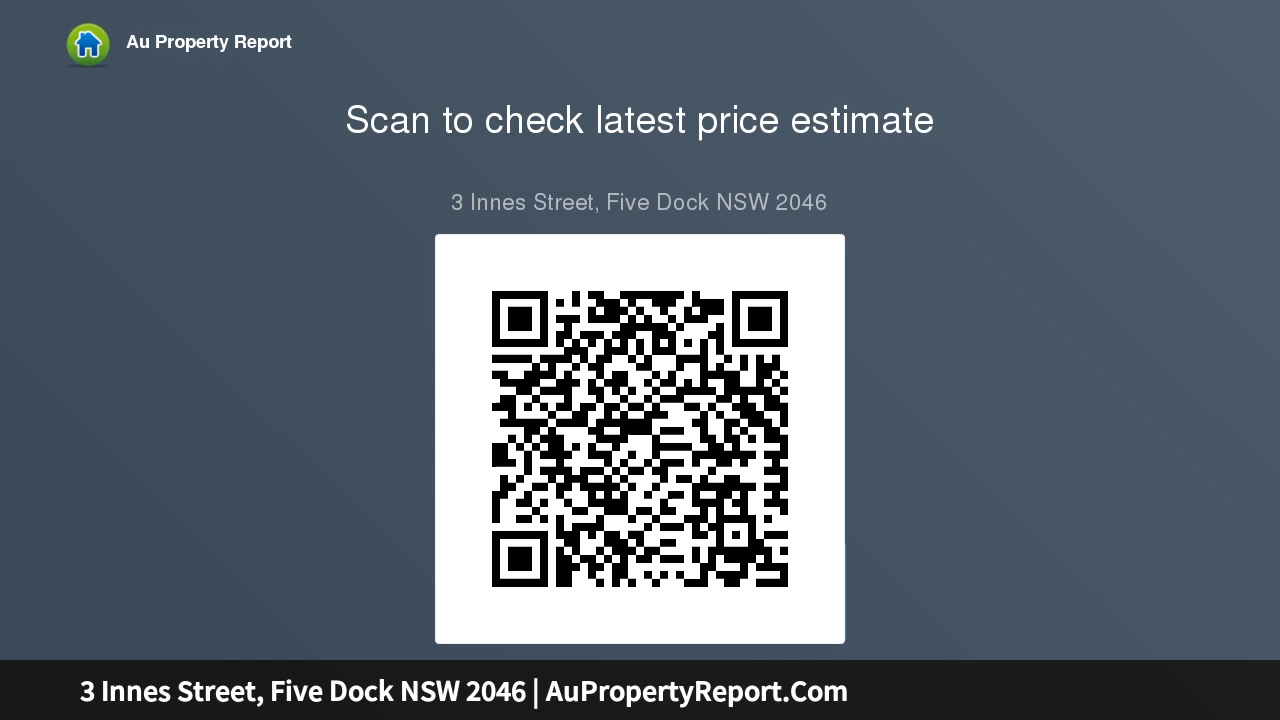 Au Property Report
Scan to check latest price estimate
3 Innes Street, Five Dock NSW 2046
3 Innes Street, Five Dock NSW 2046 | AuPropertyReport.Com